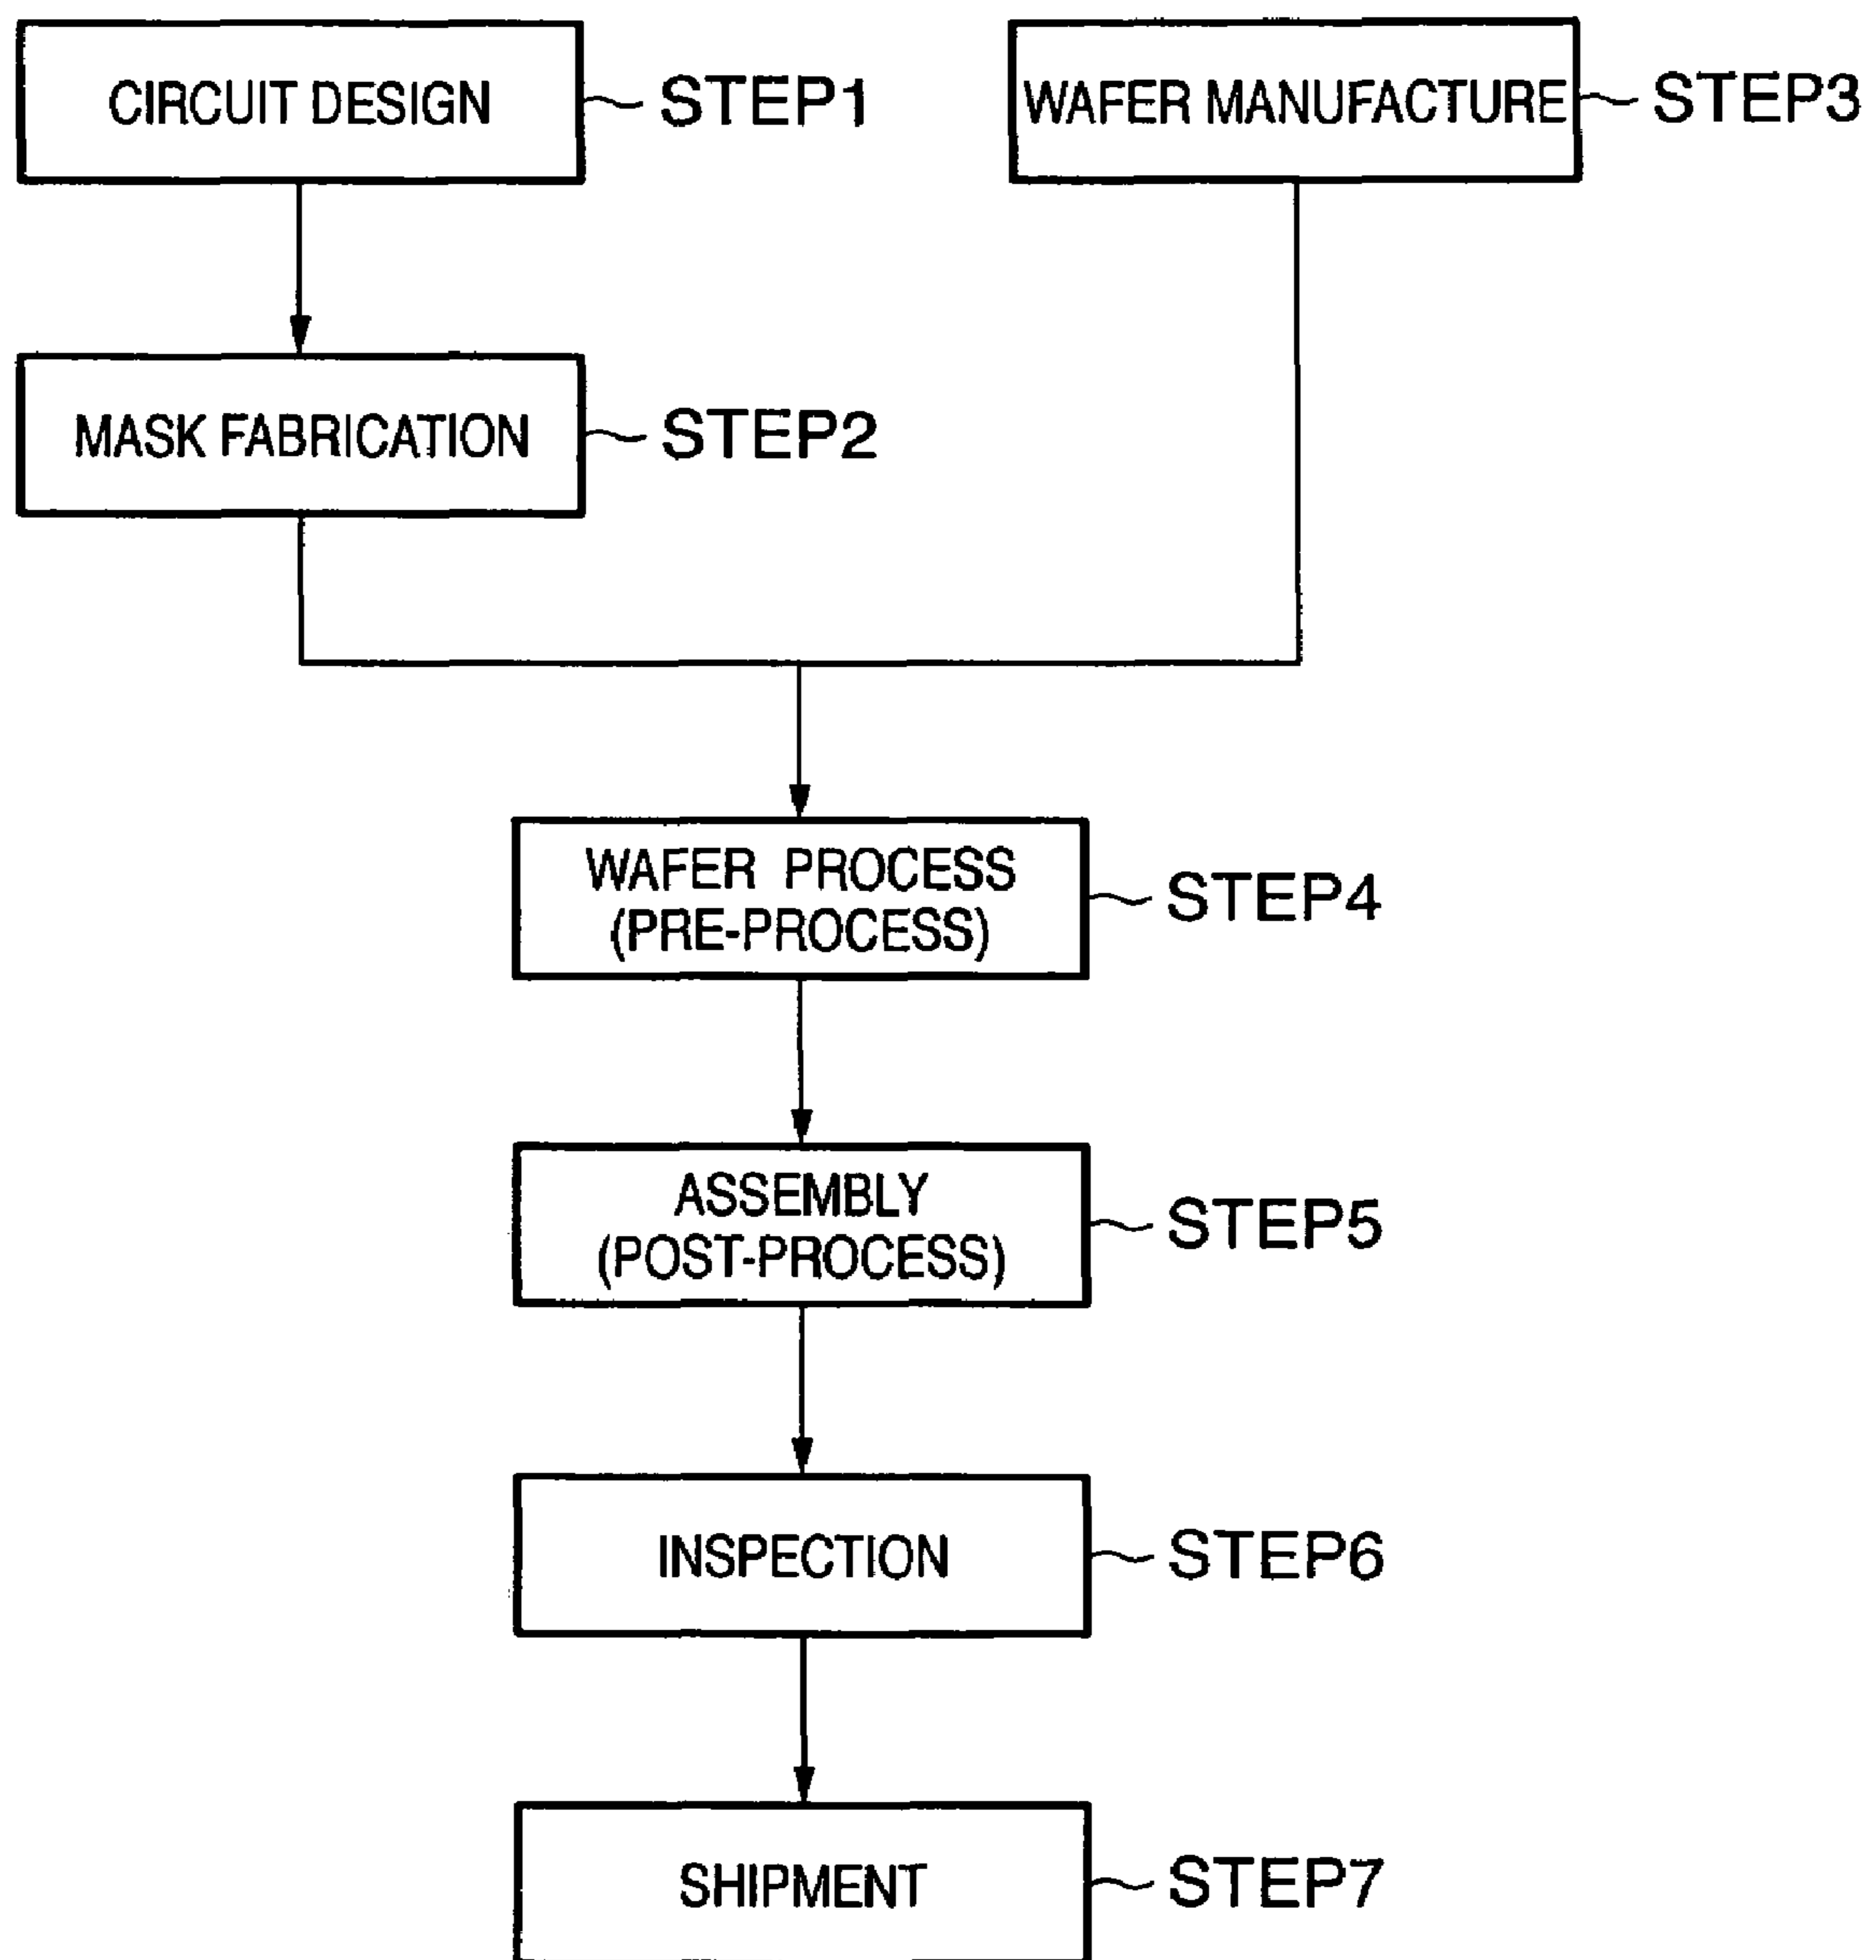 CIRCUIT DESIGN
STEP1
WAFER MANUFACTURE
STEP3
MASK FABRICATION
STEP2
WAFER PROCESS
(PRE-PROCESS)
STEP4
ASSEMBLY
(POST-PROCESS)
STEP5
INSPECTION
STEP6
SHIPMENT
STEP7